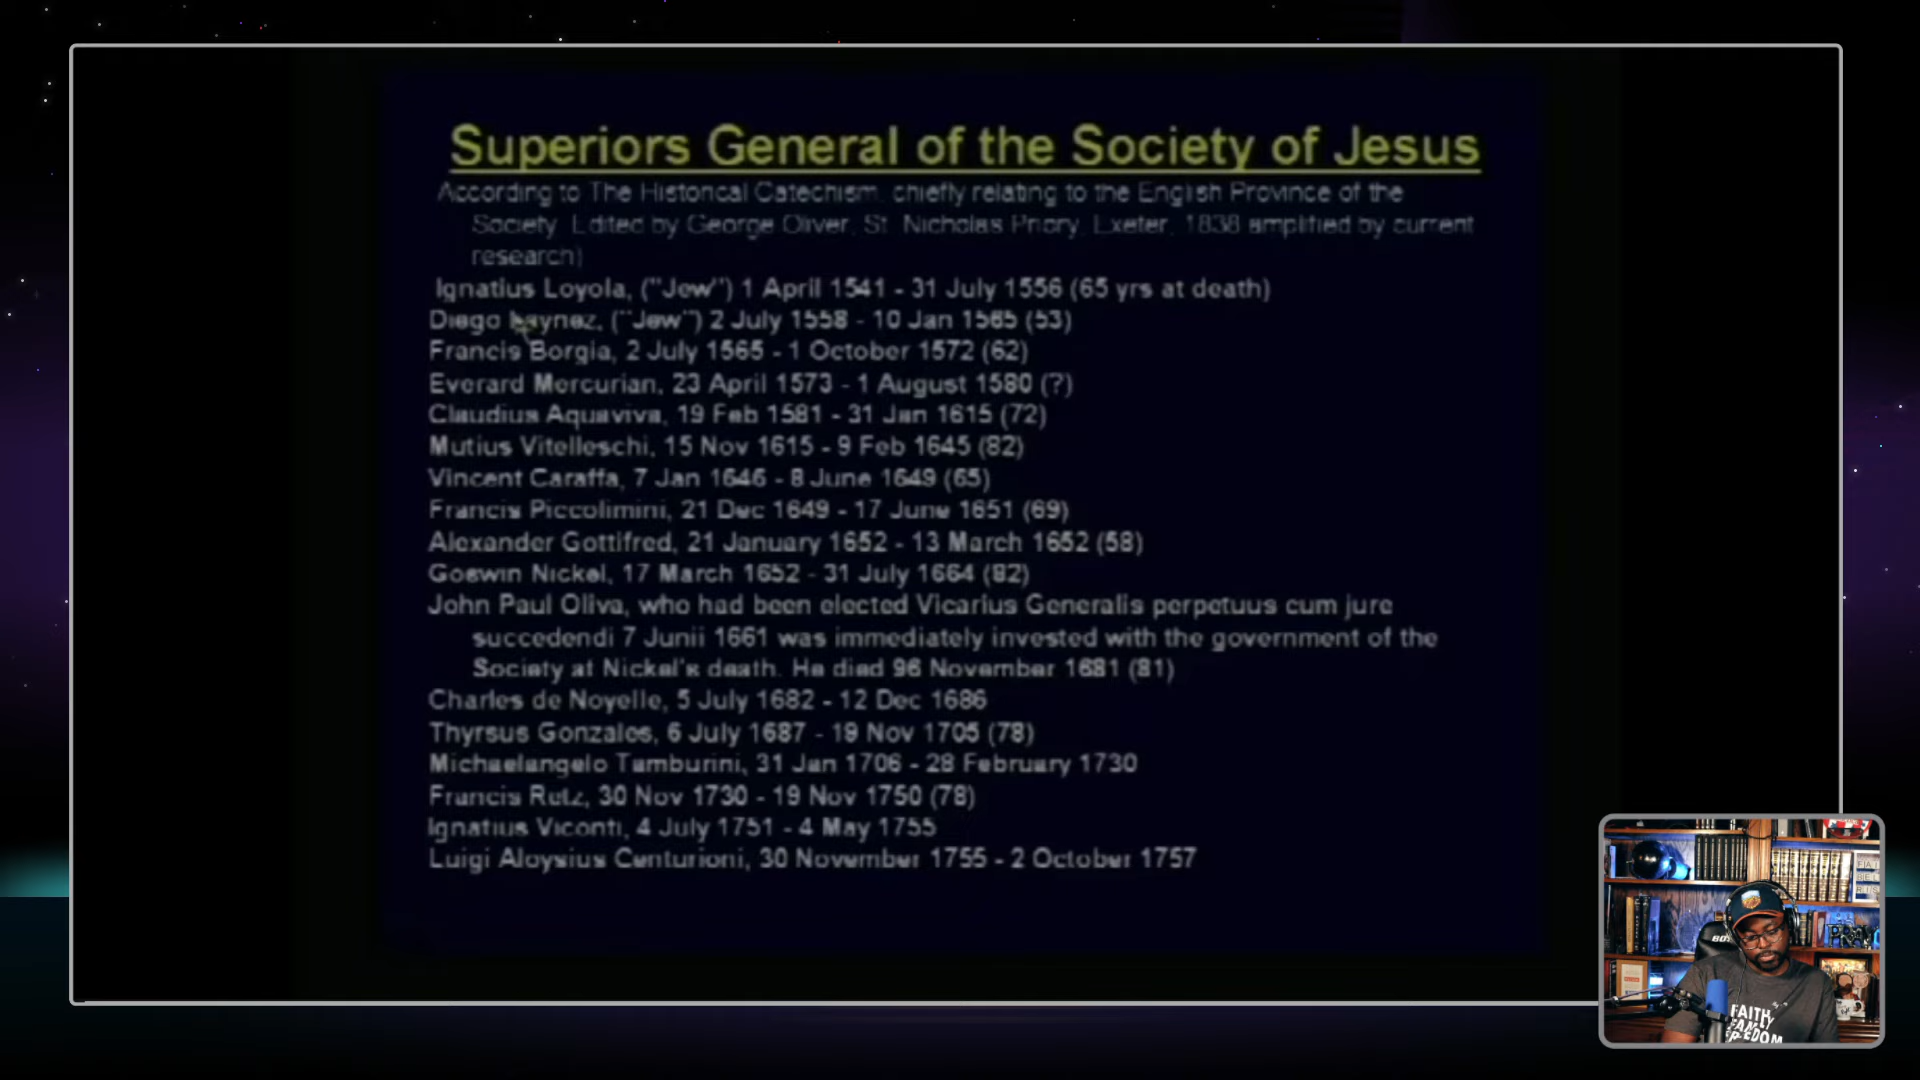 Superiors General of the Society of Jesus
According to The Historical Catechism, chiefly relating to the English Province of the
Society. Edited by George Oliver, St. Nicholas Priory, Exeter, 1838 amplified by current
research)
Ignatius Loyola, ("Jew") 1 April 1541 - 31 July 1556 (65 yrs at death)
Diego Laynez, ("Jew") 2 July 1558 - 10 Jan 1565 (53)
Francis Borgia, 2 July 1565 - 1 October 1572 (62)
Everard Mercurian, 23 April 1573 - 1 August 1580 (?)
Claudius Aquaviva, 19 Feb 1581 - 31 Jan 1615 (72)
Mutius Vitelleschi, 15 Nov 1615 - 9 Feb 1645 (82)
Vincent Caraffa, 7 Jan 1646 - 8 June 1649 (65)
Francis Piccolimini, 21 Dec 1649 - 17 June 1651 (69)
Alexander Gottifred, 21 January 1652 - 13 March 1652 (58)
Goswin Nickel, 17 March 1652 - 31 July 1664 (82)
John Paul Oliva, who had been elected Vicarius Generalis perpetuus cum jure
succedendi 7 Junii 1661 was immediately invested with the government of the
Society at Nickel's death. He died 96 November 1681 (81)
Charles de Noyelle, 5 July 1682 - 12 Dec 1686
Thyrsus Gonzales, 6 July 1687 - 19 Nov 1705 (78)
Michaelangelo Tamburini, 31 Jan 1706 - 28 February 1730
Francis Retz, 30 Nov 1730 - 19 Nov 1750 (78)
Ignatius Viconti, 4 July 1751 - 4 May 1755
Luigi Aloysius Centurioni, 30 November 1755 - 2 October 1757
FAITH
FAMILY
FREEDOM